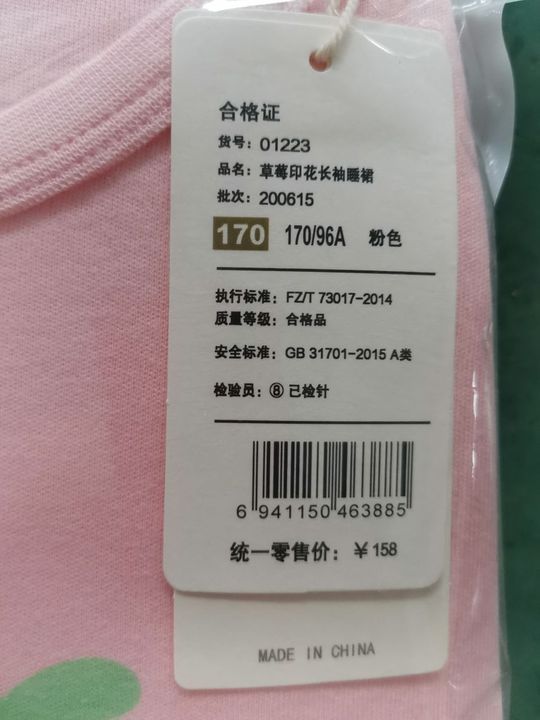 合格证
货号：01223
品名：草莓印花长袖睡裙
批次：200615
170 170/96A 粉色
执行标准：FZ/T 73017-2014
质量等级：合格品
安全标准：GB 31701-2015 A类
检验员：⑧ 已检针
6 941150 463885
统一零售价：￥158
MADE IN CHINA